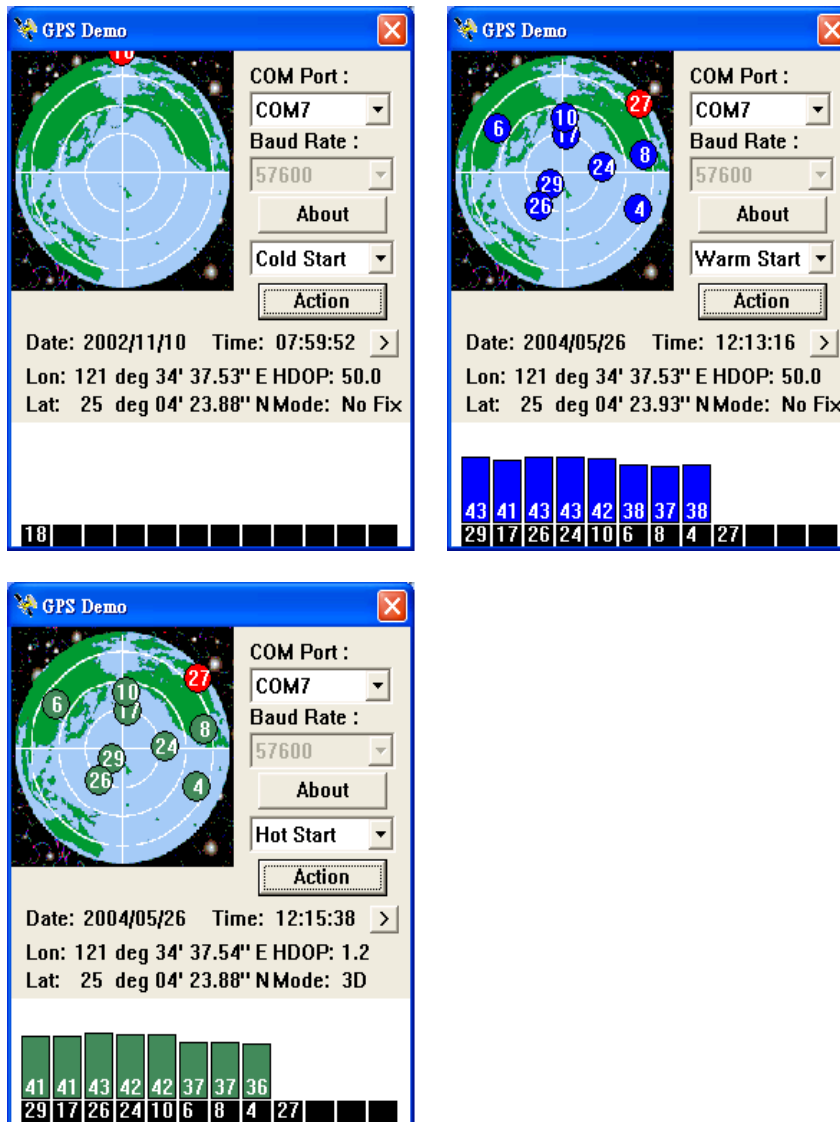 GPS Demo
COM Port :
COM7
Baud Rate :
57600
About
Cold Start
Action
Date: 2002/11/10 Time: 07:59:52 >
Lon: 121 deg 34' 37.53'' E HDOP: 50.0
Lat: 25 deg 04' 23.88'' N Mode: No Fix
18
GPS Demo
27
10
6
17
8
24
29
26
4
COM Port :
COM7
Baud Rate :
57600
About
Warm Start
Action
Date: 2004/05/26 Time: 12:13:16 >
Lon: 121 deg 34' 37.53'' E HDOP: 50.0
Lat: 25 deg 04' 23.93'' N Mode: No Fix
43 41 43 43 42 38 37 38
29 17 26 24 10 6 8 4 27
GPS Demo
27
10
6
17
8
24
29
26
4
COM Port :
COM7
Baud Rate :
57600
About
Hot Start
Action
Date: 2004/05/26 Time: 12:15:38 >
Lon: 121 deg 34' 37.54'' E HDOP: 1.2
Lat: 25 deg 04' 23.88'' N Mode: 3D
41 41 43 42 42 37 37 36
29 17 26 24 10 6 8 4 27